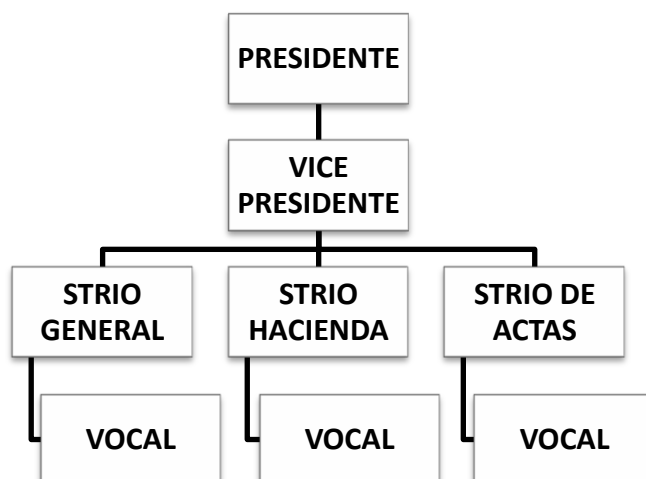 PRESIDENTE
VICE
PRESIDENTE
STRIO
GENERAL
STRIO
HACIENDA
STRIO DE
ACTAS
VOCAL
VOCAL
VOCAL